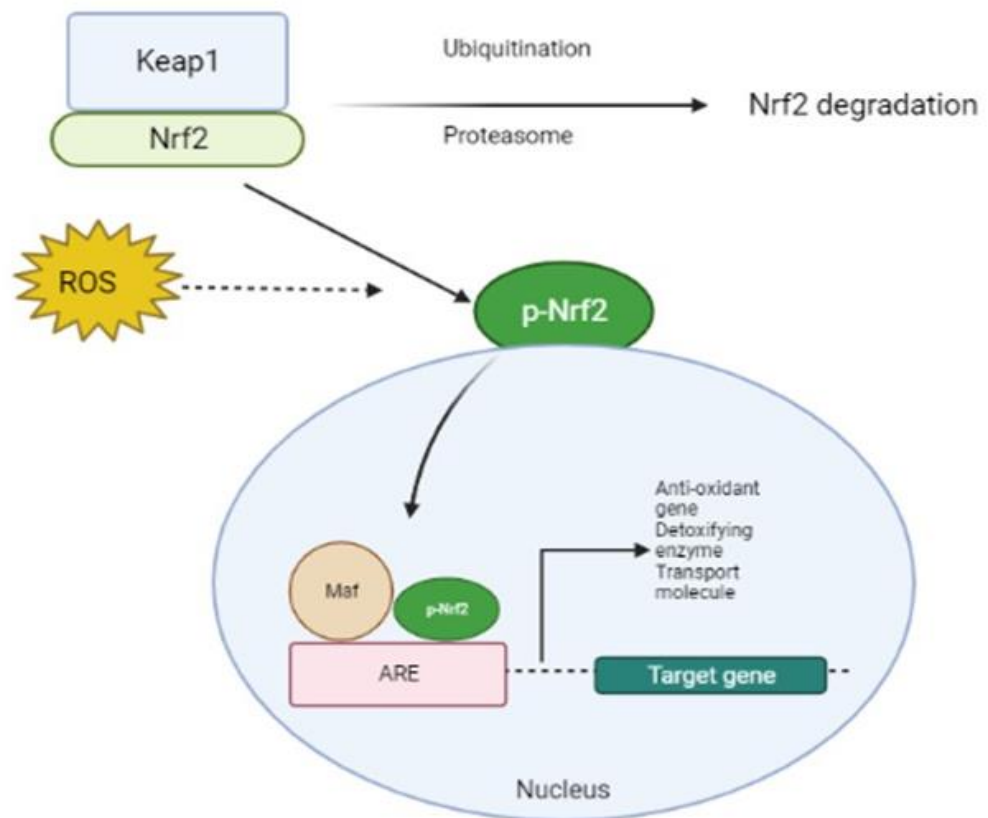 Keap1
Ubiquitination
Nrf2 degradation
Nrf2
Proteasome
ROS
p-Nrf2
Anti-oxidant
gene
Detoxifying
enzyme
Transport
molecule
Maf
p-Nrf2
ARE
Target gene
Nucleus